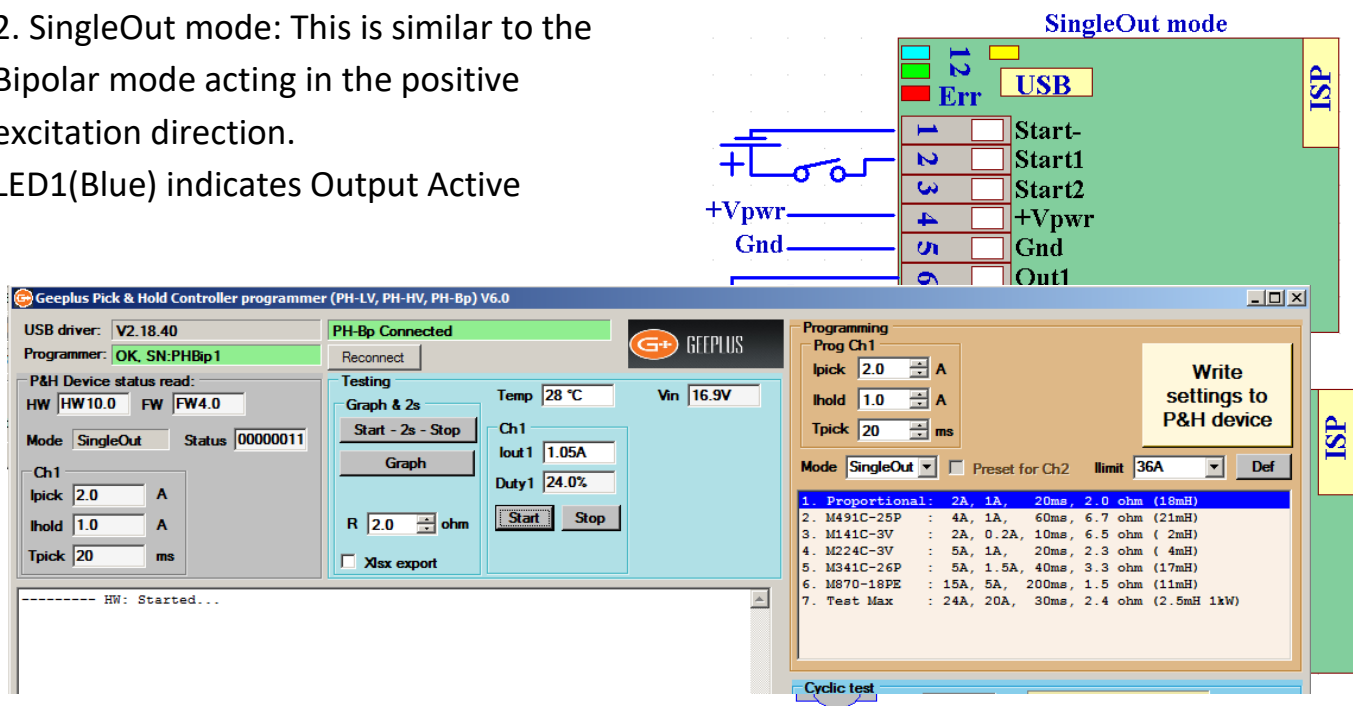 2. SingleOut mode: This is similar to the
Bipolar mode acting in the positive
excitation direction.
LED1(Blue) indicates Output Active
SingleOut mode
1 2
Err
USB
ISP
1 Start-
2 Start1
3 Start2
4 +Vpwr
5 Gnd
6 Out1
+
+Vpwr
Gnd
Geeplus Pick & Hold Controller programmer (PH-LV, PH-HV, PH-Bp) V6.0
USB driver: V2.18.40
Programmer: OK, SN:PHBip1
PH-Bp Connected
Reconnect
G+ GEEPLUS
P&H Device status read:
HW HW10.0 FW FW4.0
Mode SingleOut Status 00000011
Ch1
Ipick 2.0 A
Ihold 1.0 A
Tpick 20 ms
Testing
Graph & 2s
Start - 2s - Stop
Graph
R 2.0 ohm
Xlsx export
Temp 28 °C
Vin 16.9V
Ch1
Iout1 1.05A
Duty1 24.0%
Start Stop
Programming
Prog Ch1
Ipick 2.0 A
Ihold 1.0 A
Tpick 20 ms
Write
settings to
P&H device
Mode SingleOut Preset for Ch2 Ilimit 36A Def
1. Proportional: 2A, 1A, 20ms, 2.0 ohm (18mH)
2. M491C-25P : 4A, 1A, 60ms, 6.7 ohm (21mH)
3. M141C-3V : 2A, 0.2A, 10ms, 6.5 ohm ( 2mH)
4. M224C-3V : 5A, 1A, 20ms, 2.3 ohm ( 4mH)
5. M341C-26P : 5A, 1.5A, 40ms, 3.3 ohm (17mH)
6. M870-18PE : 15A, 5A, 200ms, 1.5 ohm (11mH)
7. Test Max : 24A, 20A, 30ms, 2.4 ohm (2.5mH 1kW)
--------- HW: Started...
Cyclic test
ISP